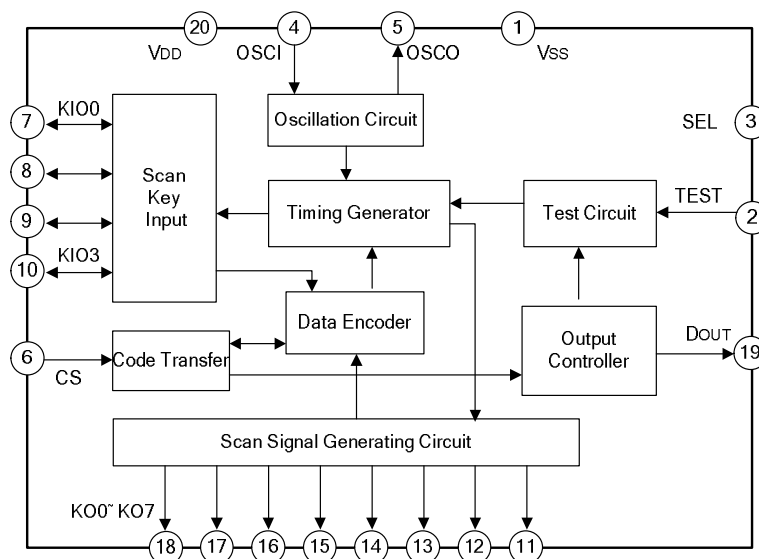 20
4
5
1
VDD
OSCI
OSCO
VSS
7
KIO0
8
9
10
KIO3
Scan
Key
Input
Oscillation Circuit
SEL
3
Timing Generator
Test Circuit
TEST
2
Data Encoder
6
CS
Code Transfer
Output
Controller
DOUT
19
Scan Signal Generating Circuit
KO0~ KO7
18
17
16
15
14
13
12
11